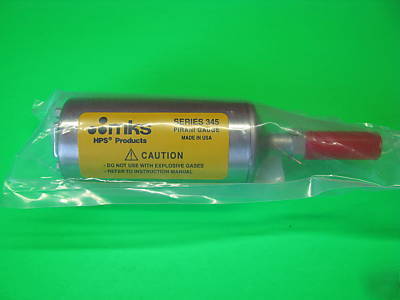 mks
HPS® Products
SERIES 345
PIRANI GAUGE
MADE IN USA
CAUTION
- DO NOT USE WITH EXPLOSIVE GASES
- REFER TO INSTRUCTION MANUAL